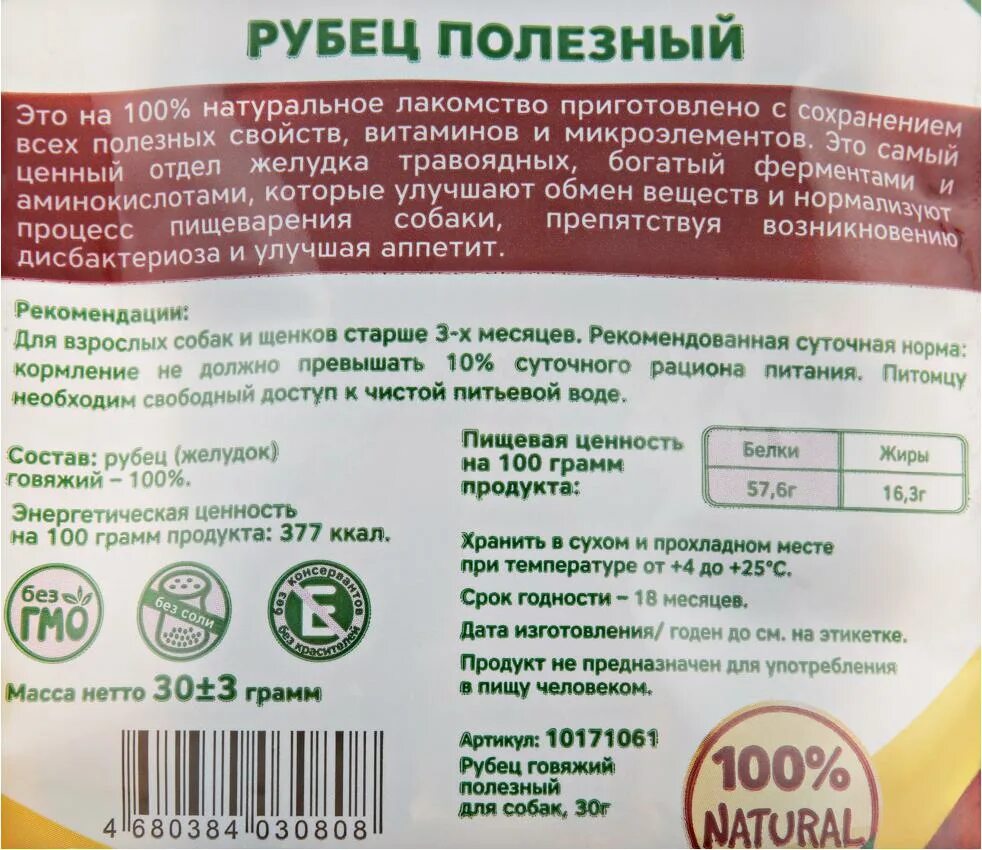 РУБЕЦ ПОЛЕЗНЫЙ
Это на 100% натуральное лакомство приготовлено с сохранением
всех полезных свойств, витаминов и микроэлементов. Это самый
ценный отдел желудка травоядных, богатый ферментами и
аминокислотами, которые улучшают обмен веществ и нормализуют
процесс пищеварения собаки, препятствуя возникновению
дисбактериоза и улучшая аппетит.
Рекомендации:
Для взрослых собак и щенков старше 3-х месяцев. Рекомендованная суточная норма:
кормление не должно превышать 10% суточного рациона питания. Питомцу
необходим свободный доступ к чистой питьевой воде.
Состав: рубец (желудок)
говяжий – 100%.
Энергетическая ценность
на 100 грамм продукта: 377 ккал.
без ГМО
без соли
без консервантов
Е
без красителей
Масса нетто 30±3 грамм
4 680384 030808
Пищевая ценность
на 100 грамм
продукта:
Белки Жиры
57,6г 16,3г
Хранить в сухом и прохладном месте
при температуре от +4 до +25°С.
Срок годности – 18 месяцев.
Дата изготовления/ годен до см. на этикетке.
Продукт не предназначен для употребления
в пищу человеком.
Артикул: 10171061
Рубец говяжий
полезный
для собак, 30г
100%
NATURAL